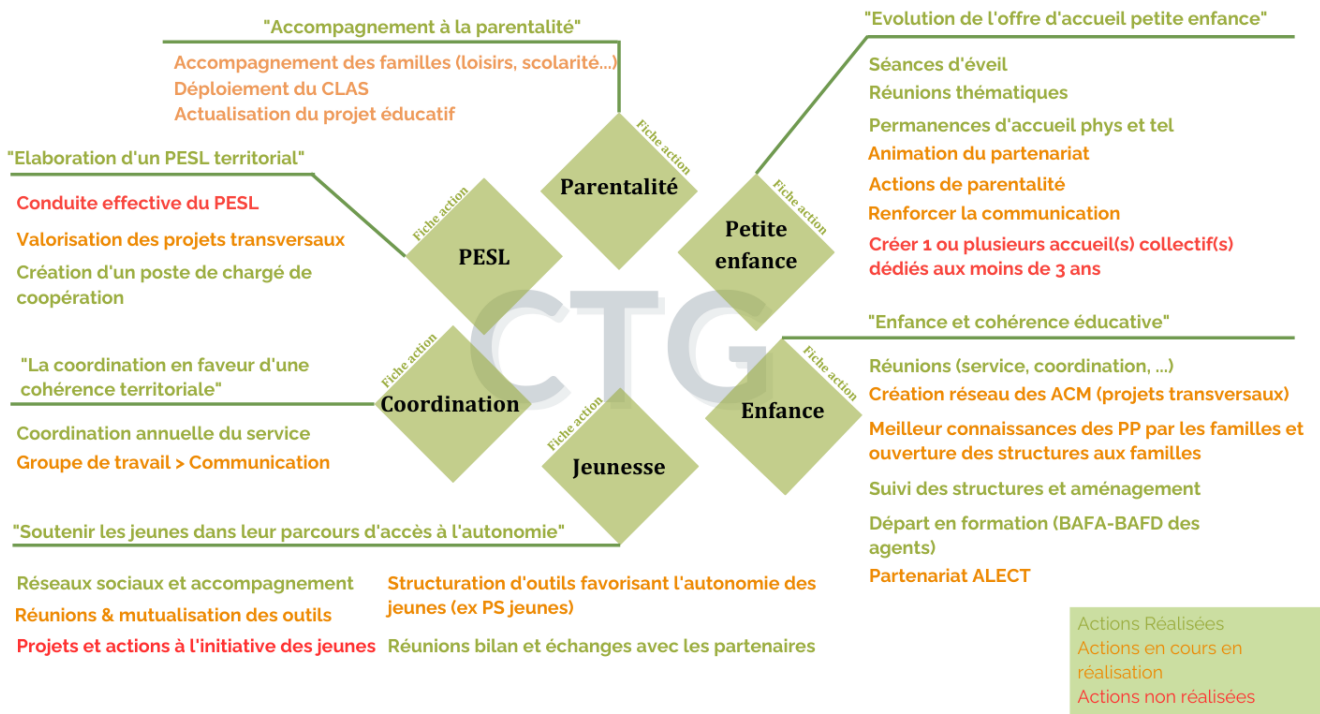 "Accompagnement à la parentalité"
Accompagnement des familles (loisirs, scolarité...)
Déploiement du CLAS
Actualisation du projet éducatif
"Evolution de l'offre d'accueil petite enfance"
Séances d'éveil
Réunions thématiques
Permanences d'accueil phys et tel
Animation du partenariat
Actions de parentalité
Renforcer la communication
Créer 1 ou plusieurs accueil(s) collectif(s)
dédiés aux moins de 3 ans
"Elaboration d'un PESL territorial"
Conduite effective du PESL
Valorisation des projets transversaux
Création d'un poste de chargé de
coopération
Fiche action
Parentalité
Fiche action
Petite
enfance
Fiche action
PESL
CTG
"Enfance et cohérence éducative"
Réunions (service, coordination, ...)
Création réseau des ACM (projets transversaux)
Meilleur connaissances des PP par les familles et
ouverture des structures aux familles
Suivi des structures et aménagement
Départ en formation (BAFA-BAFD des
agents)
Partenariat ALECT
Fiche action
Enfance
"La coordination en faveur d'une
cohérence territoriale"
Coordination annuelle du service
Groupe de travail > Communication
Fiche action
Coordination
Fiche action
Jeunesse
"Soutenir les jeunes dans leur parcours d'accès à l'autonomie"
Réseaux sociaux et accompagnement
Réunions & mutualisation des outils
Projets et actions à l'initiative des jeunes
Structuration d'outils favorisant l'autonomie des
jeunes (ex PS jeunes)
Réunions bilan et échanges avec les partenaires
Actions Réalisées
Actions en cours en
réalisation
Actions non réalisées